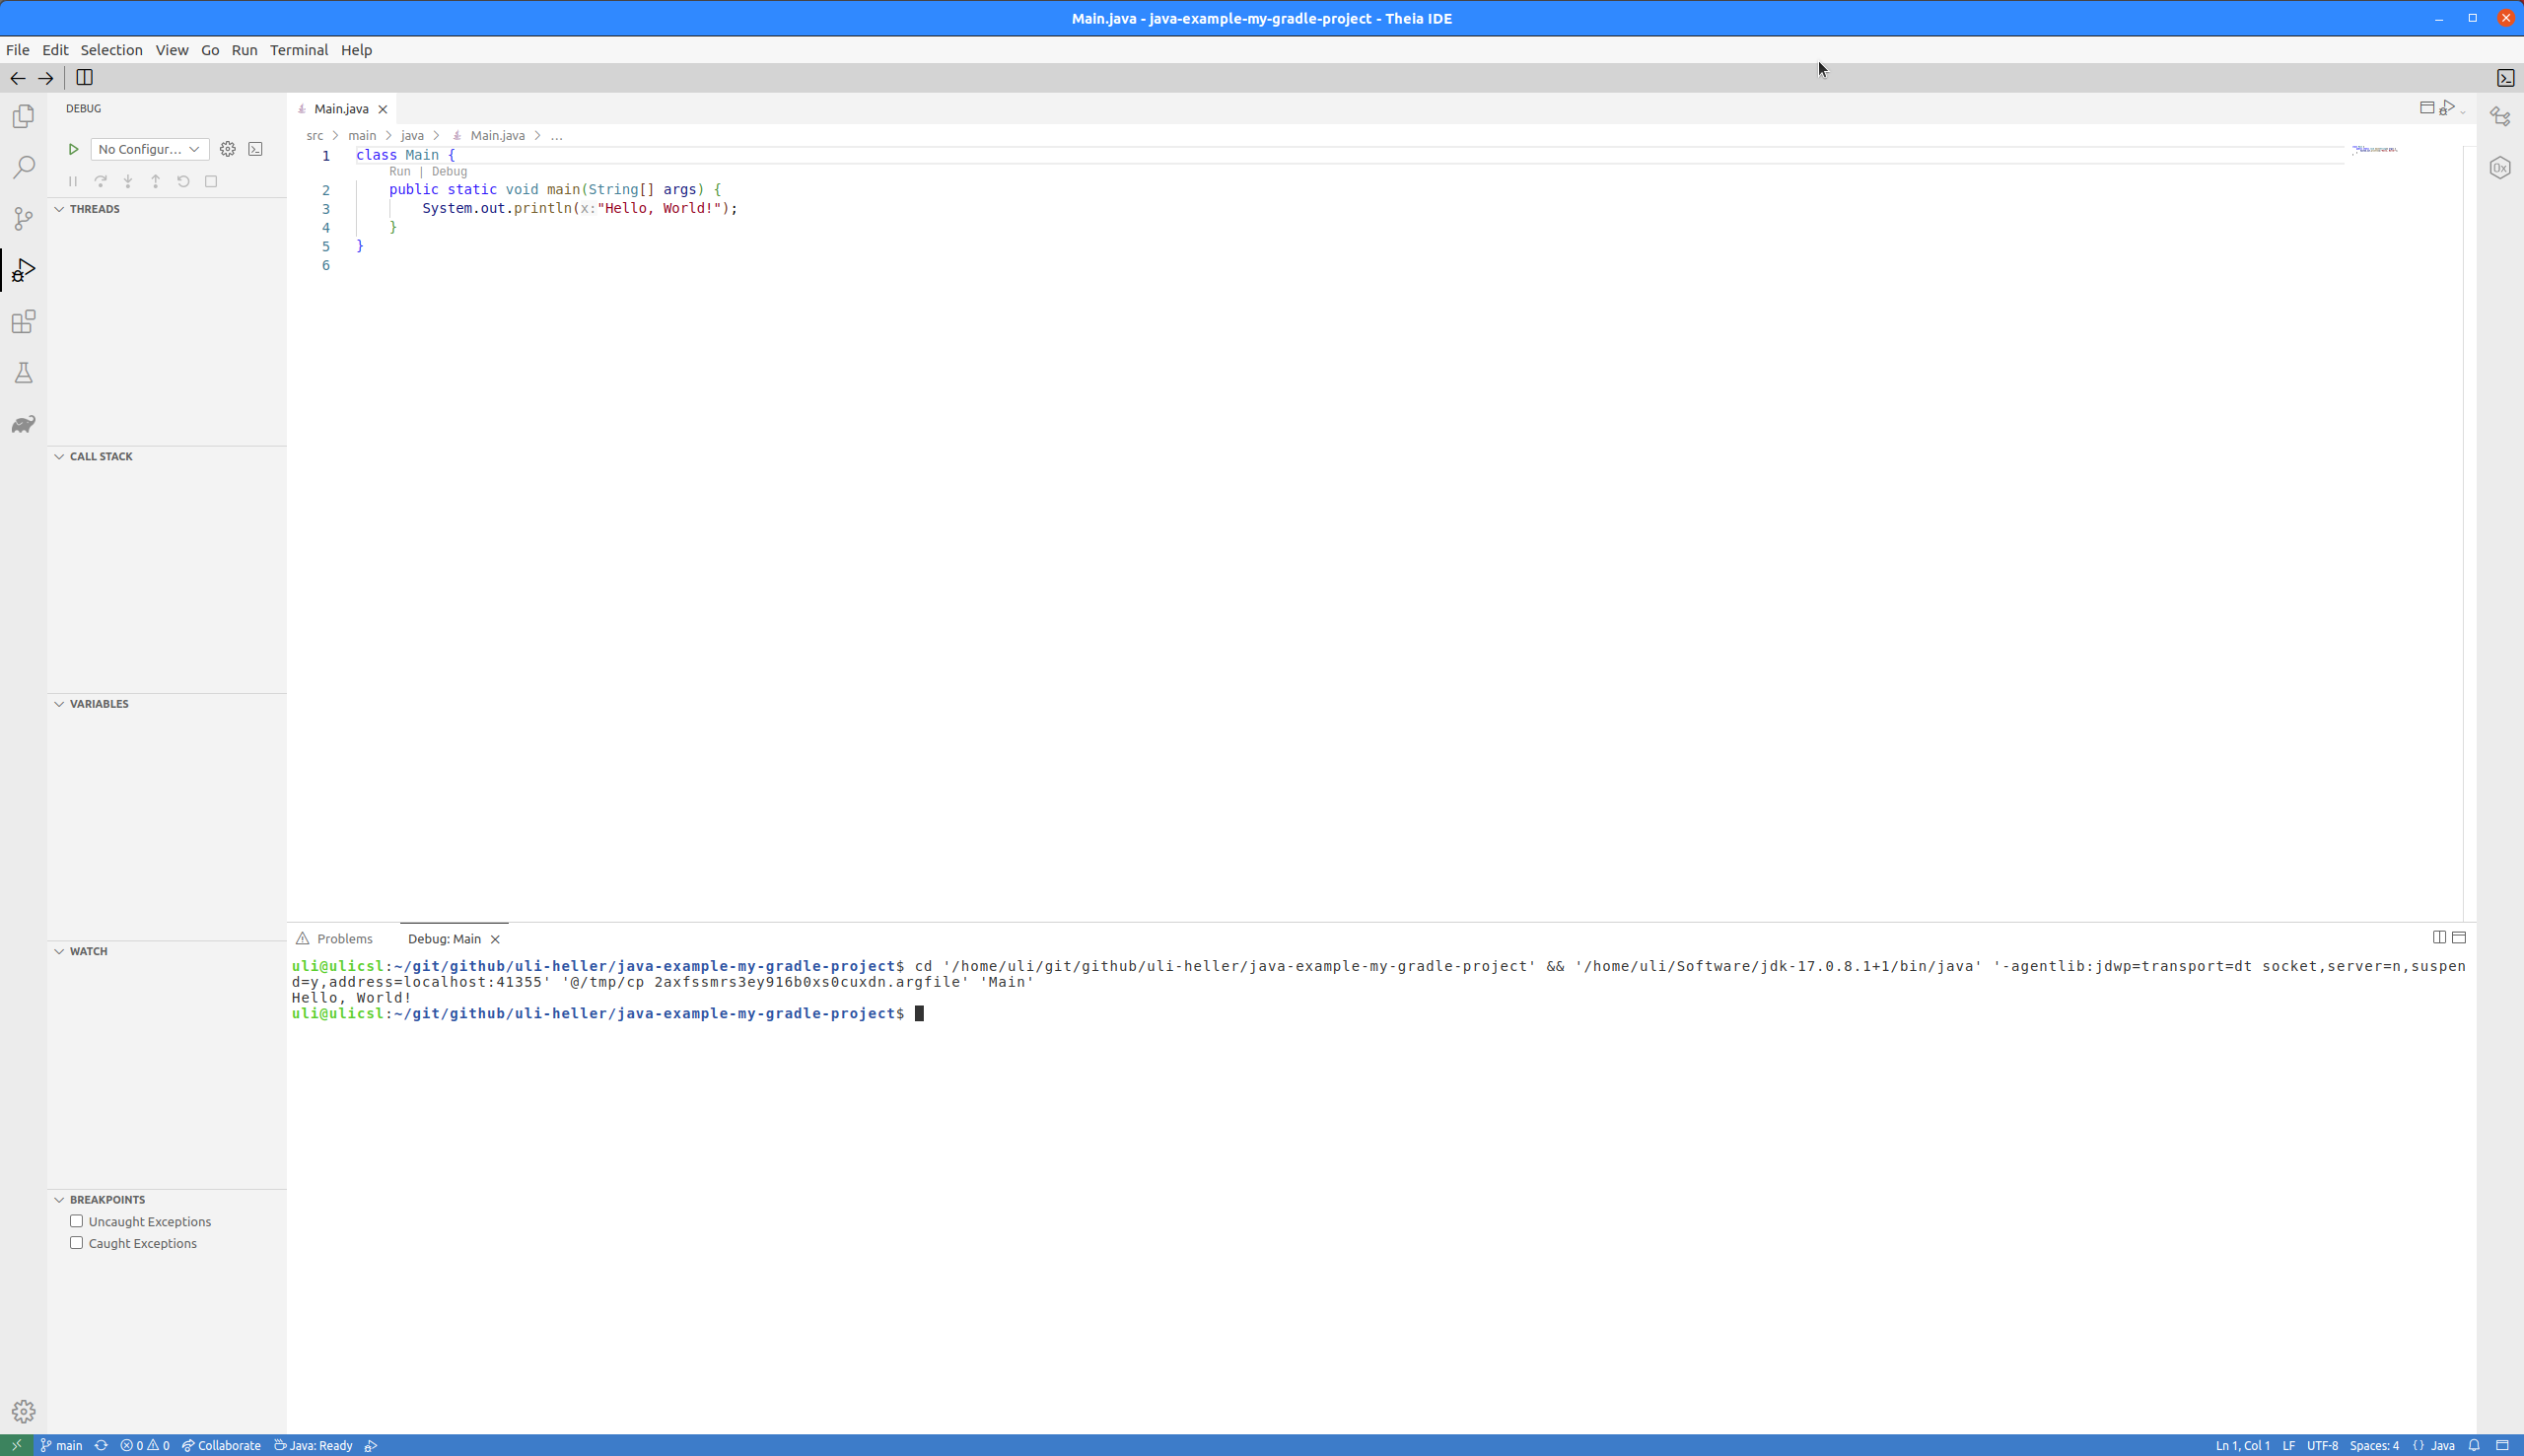 Main.java - java-example-my-gradle-project - Theia IDE
File Edit Selection View Go Run Terminal Help
DEBUG
No Configur...
THREADS
CALL STACK
VARIABLES
WATCH
BREAKPOINTS
Uncaught Exceptions
Caught Exceptions
Main.java
src > main > java > Main.java > ...
1 class Main {
Run | Debug
2 public static void main(String[] args) {
3 System.out.println(x:"Hello, World!");
4 }
5 }
6
Problems Debug: Main
uli@ulicsl:~/git/github/uli-heller/java-example-my-gradle-project$ cd '/home/uli/git/github/uli-heller/java-example-my-gradle-project' && '/home/uli/Software/jdk-17.0.8.1+1/bin/java' '-agentlib:jdwp=transport=dt socket,server=n,suspen
d=y,address=localhost:41355' '@/tmp/cp 2axfssmrs3ey916b0xs0cuxdn.argfile' 'Main'
Hello, World!
uli@ulicsl:~/git/github/uli-heller/java-example-my-gradle-project$
0x
main 0 0 Collaborate Java: Ready Ln 1, Col 1 LF UTF-8 Spaces: 4 {} Java